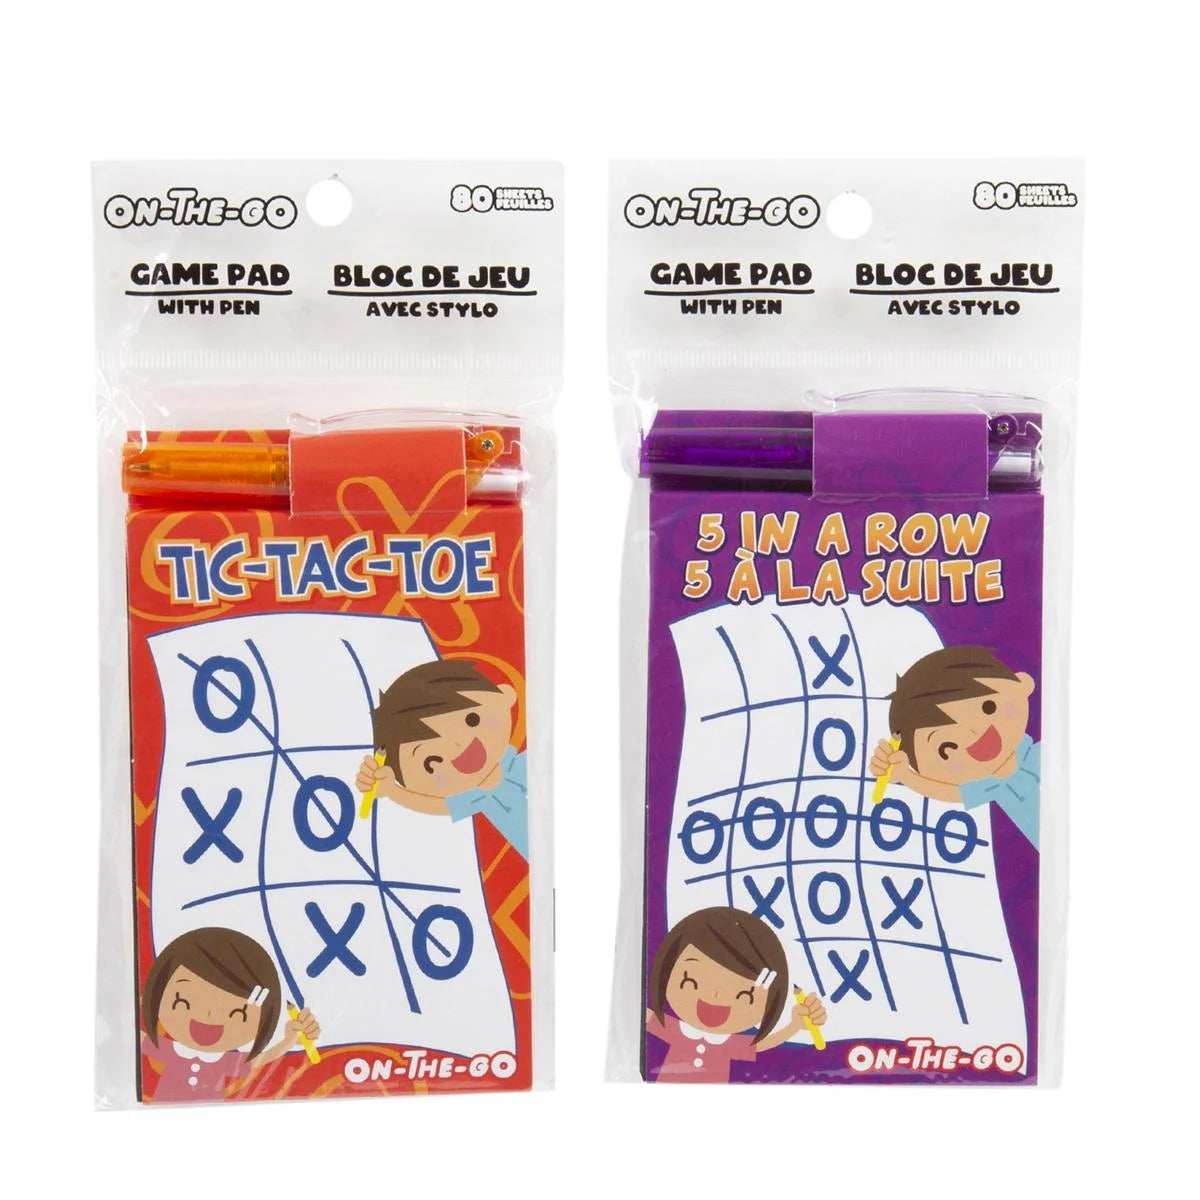 ON-THE-GO
80 SHEETS
FEUILLES
GAME PAD
WITH PEN
BLOC DE JEU
AVEC STYLO
TIC-TAC-TOE
O
X O
X O
ON-THE-GO
ON-THE-GO
80 SHEETS
FEUILLES
GAME PAD
WITH PEN
BLOC DE JEU
AVEC STYLO
5 IN A ROW
5 À LA SUITE
X
O
O O O O O
X O X
X
ON-THE-GO